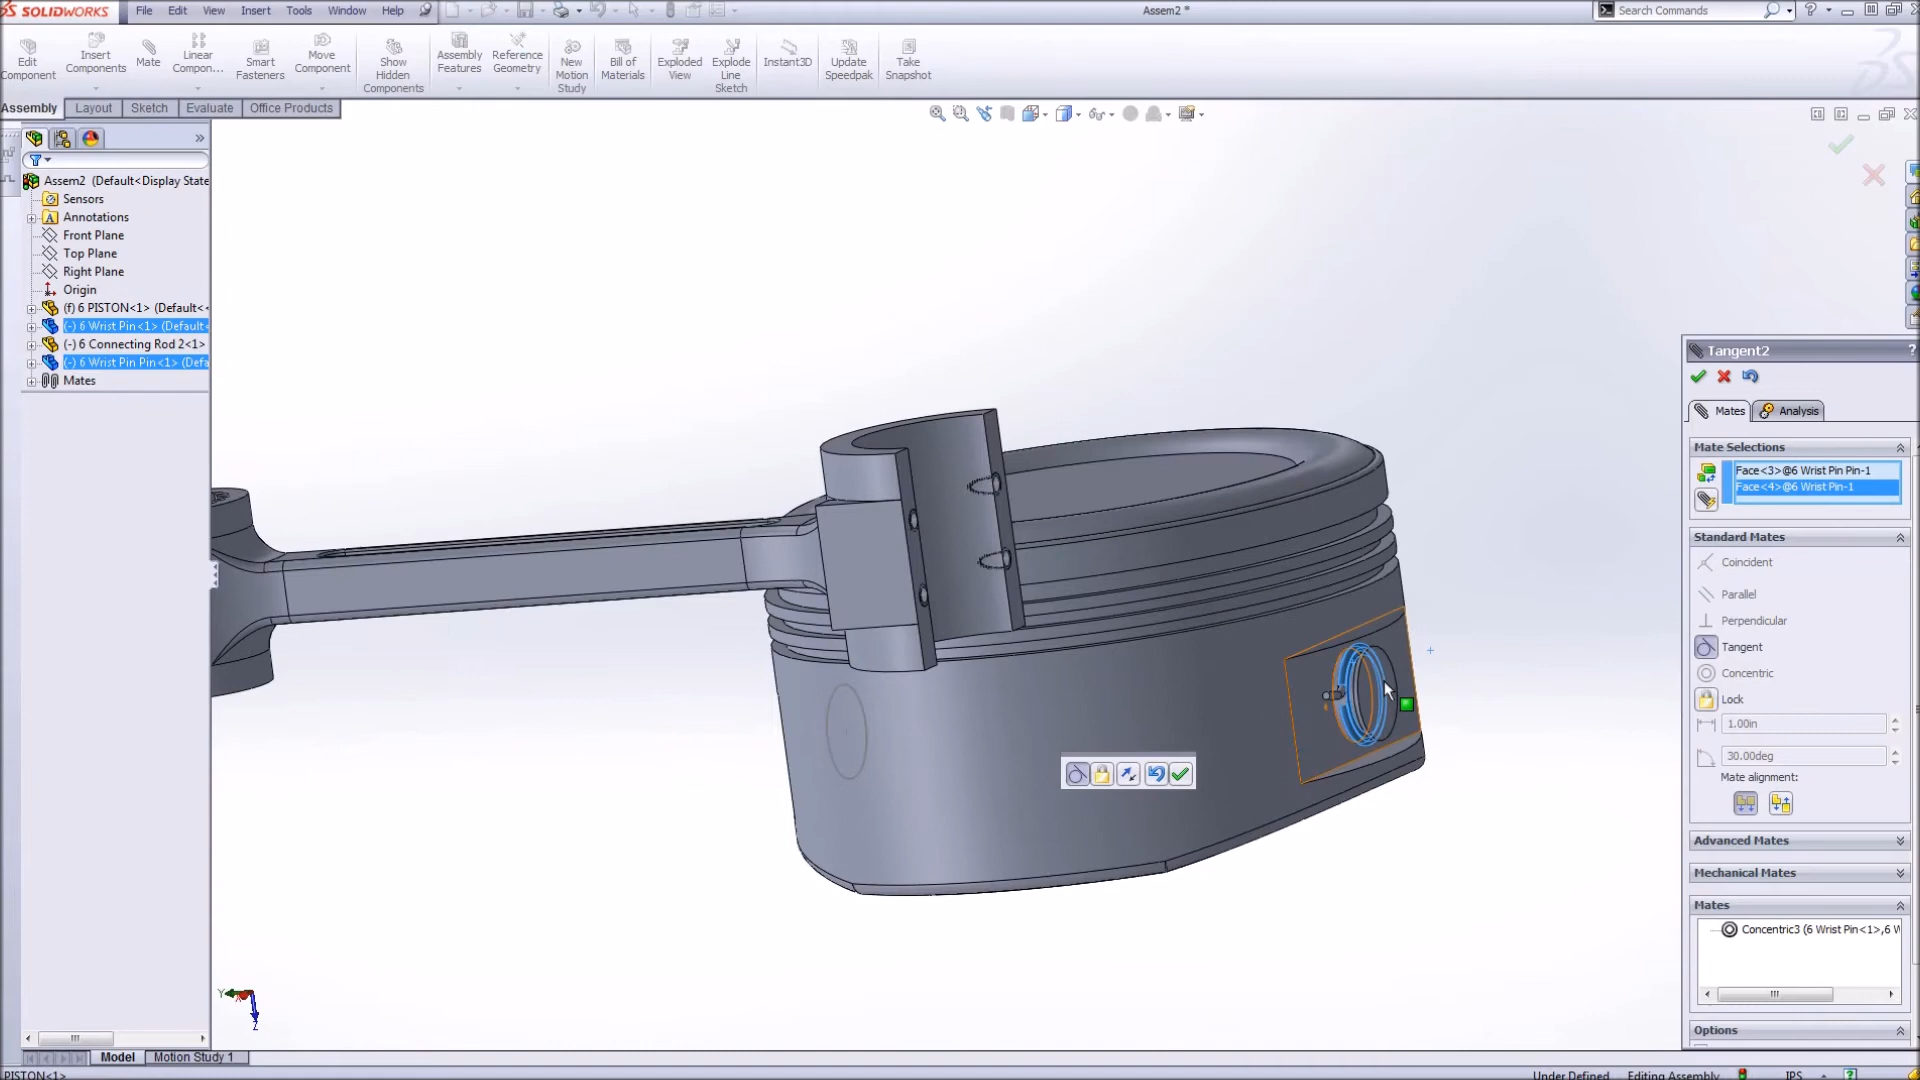 SOLIDWORKS
File Edit View Insert Tools Window Help
Assem2 *
Search Commands
Edit Component
Insert Components
Mate
Linear Compon...
Smart Fasteners
Move Component
Show Hidden Components
Assembly Features
Reference Geometry
New Motion Study
Bill of Materials
Exploded View
Explode Line Sketch
Instant3D
Update Speedpak
Take Snapshot
Assembly Layout Sketch Evaluate Office Products
Assem2 (Default<Display State
Sensors
Annotations
Front Plane
Top Plane
Right Plane
Origin
(f) 6 PISTON<1> (Default<
(-) 6 Wrist Pin<1> (Default<
(-) 6 Connecting Rod 2<1>
(-) 6 Wrist Pin Pin<1> (Defa
Mates
Tangent2
?
Mates Analysis
Mate Selections
Face<3>@6 Wrist Pin Pin-1
Face<4>@6 Wrist Pin-1
Standard Mates
Coincident
Parallel
Perpendicular
Tangent
Concentric
Lock
1.00in
30.00deg
Mate alignment:
Advanced Mates
Mechanical Mates
Mates
Concentric3 (6 Wrist Pin<1>,6 W
Options
Y
X
Z
Model Motion Study 1
PISTON<1> Under Defined Editing Assembly IPS